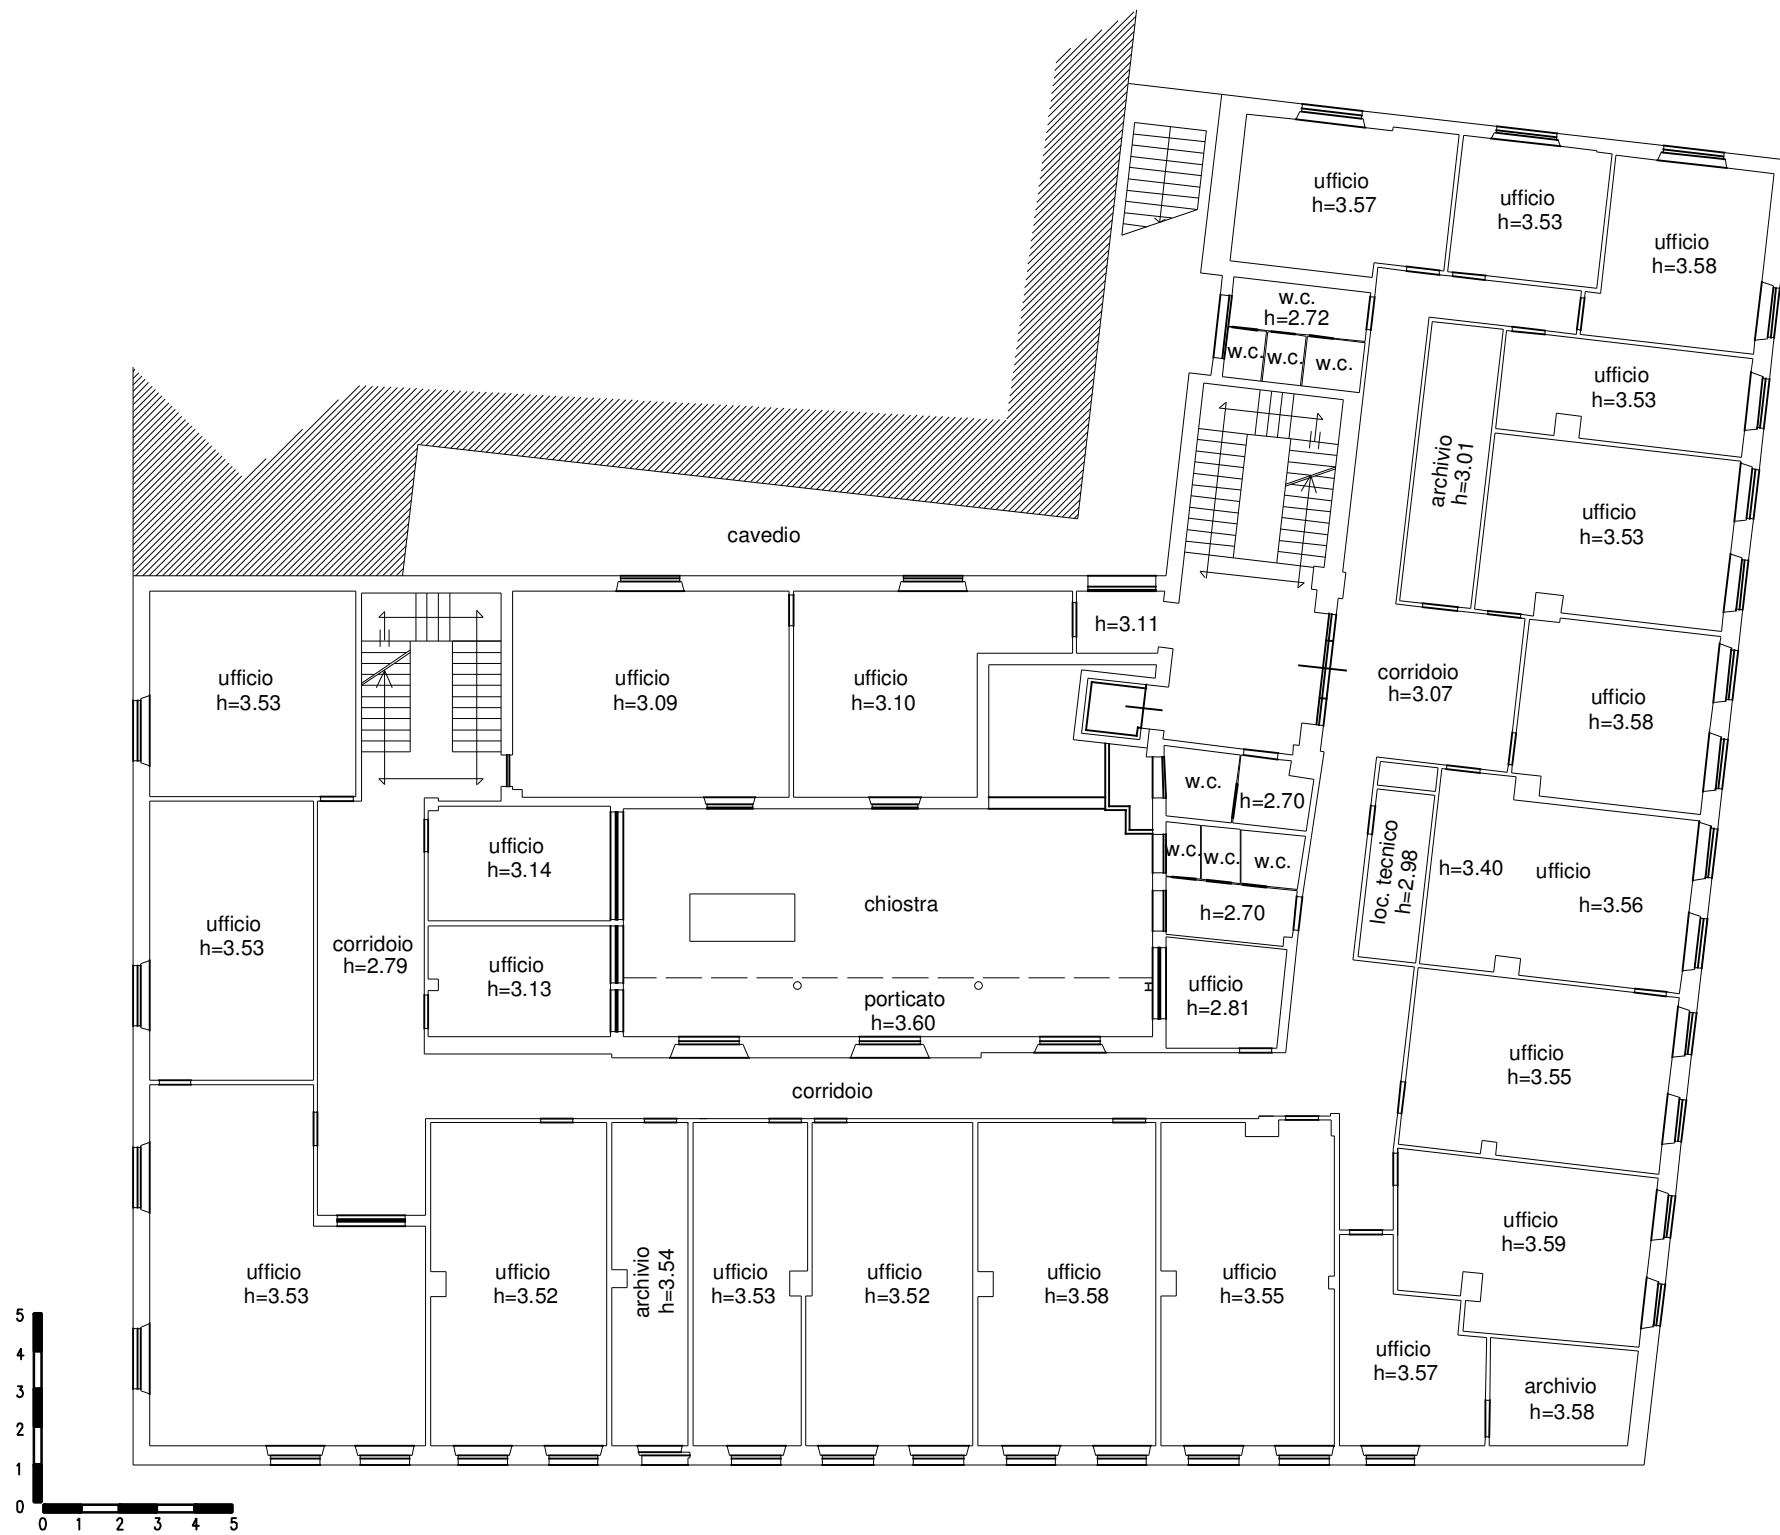 ufficio
h=3.57
ufficio
h=3.53
ufficio
h=3.58
w.c.
h=2.72
w.c.
w.c.
w.c.
ufficio
h=3.53
archivio
h=3.01
ufficio
h=3.53
cavedio
h=3.11
corridoio
h=3.07
ufficio
h=3.58
ufficio
h=3.53
ufficio
h=3.09
ufficio
h=3.10
w.c.
h=2.70
w.c.
w.c.
w.c.
h=2.70
loc. tecnico
h=2.98
h=3.40
ufficio
h=3.56
ufficio
h=3.14
chiostra
ufficio
h=3.53
corridoio
h=2.79
ufficio
h=3.13
porticato
h=3.60
ufficio
h=2.81
ufficio
h=3.55
corridoio
ufficio
h=3.59
ufficio
h=3.53
ufficio
h=3.52
archivio
h=3.54
ufficio
h=3.53
ufficio
h=3.52
ufficio
h=3.58
ufficio
h=3.55
ufficio
h=3.57
archivio
h=3.58
5
4
3
2
1
0
0 1 2 3 4 5